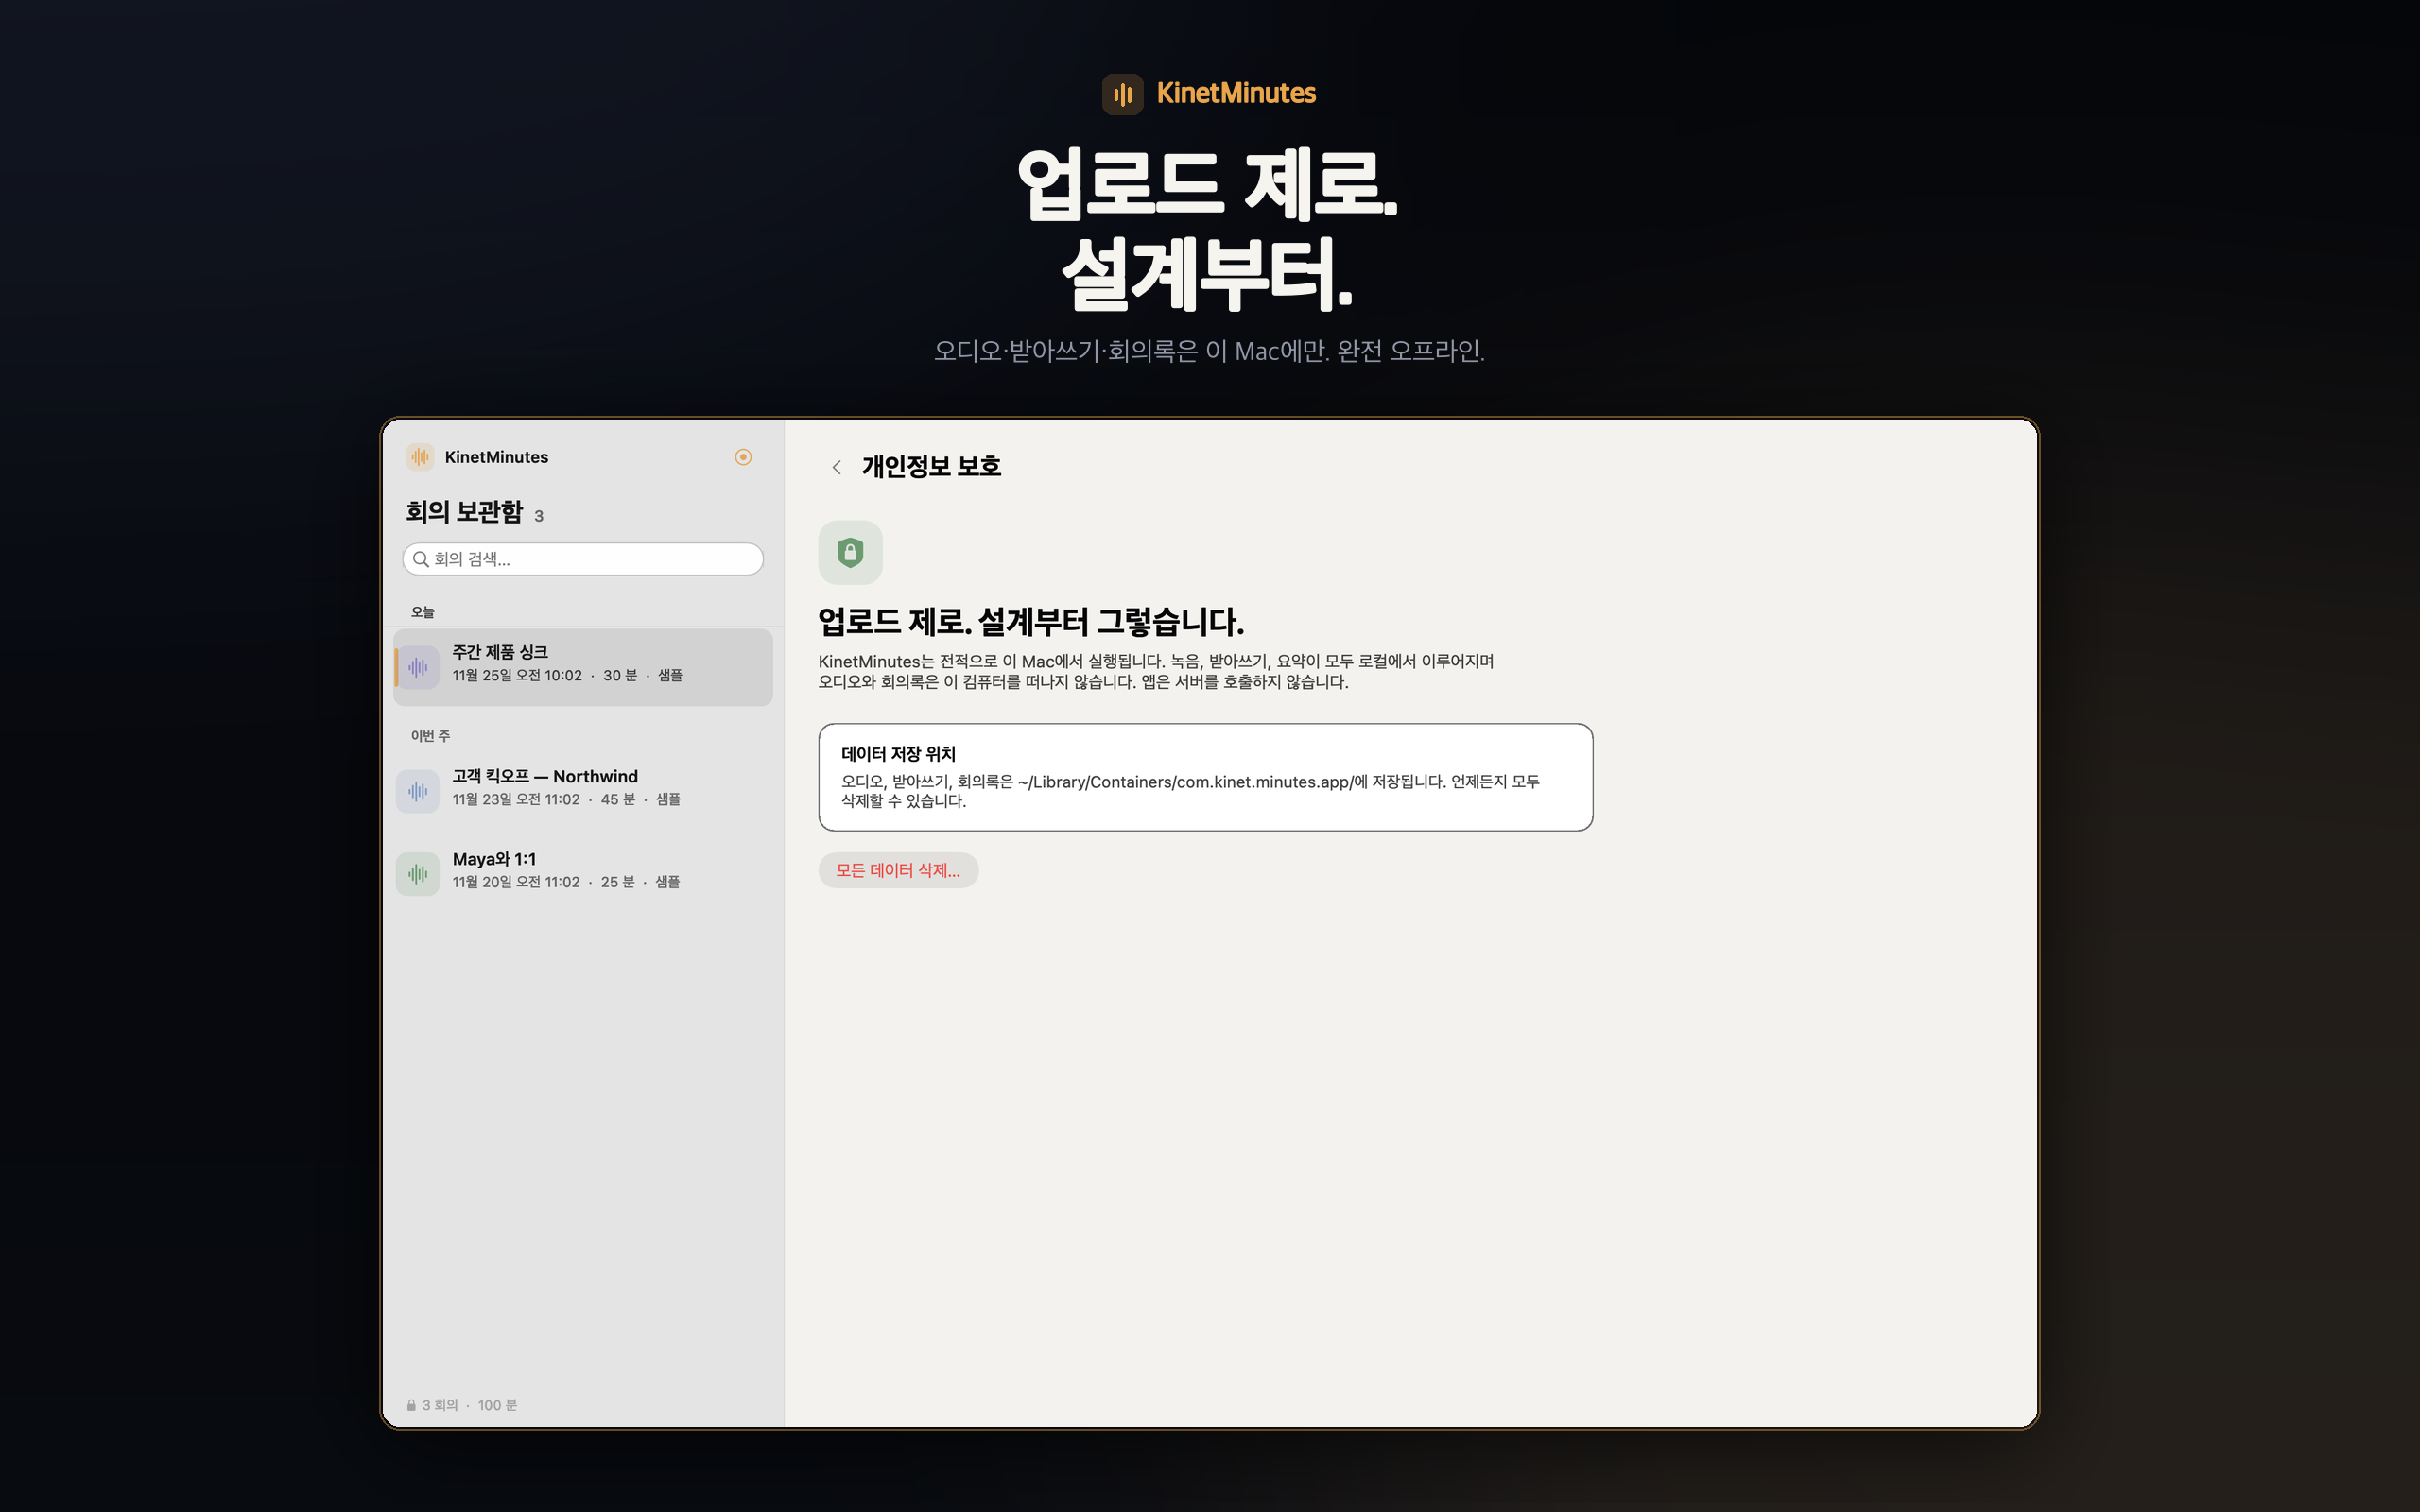 KinetMinutes
업로드 제로.
설계부터.
오디오·받아쓰기·회의록은 이 Mac에만. 완전 오프라인.
KinetMinutes
회의 보관함 3
회의 검색...
오늘
주간 제품 싱크
11월 25일 오전 10:02 · 30 분 · 샘플
이번 주
고객 킥오프 — Northwind
11월 23일 오전 11:02 · 45 분 · 샘플
Maya와 1:1
11월 20일 오전 11:02 · 25 분 · 샘플
3 회의 · 100 분
개인정보 보호
업로드 제로. 설계부터 그렇습니다.
KinetMinutes는 전적으로 이 Mac에서 실행됩니다. 녹음, 받아쓰기, 요약이 모두 로컬에서 이루어지며
오디오와 회의록은 이 컴퓨터를 떠나지 않습니다. 앱은 서버를 호출하지 않습니다.
데이터 저장 위치
오디오, 받아쓰기, 회의록은 ~/Library/Containers/com.kinet.minutes.app/에 저장됩니다. 언제든지 모두
삭제할 수 있습니다.
모든 데이터 삭제...